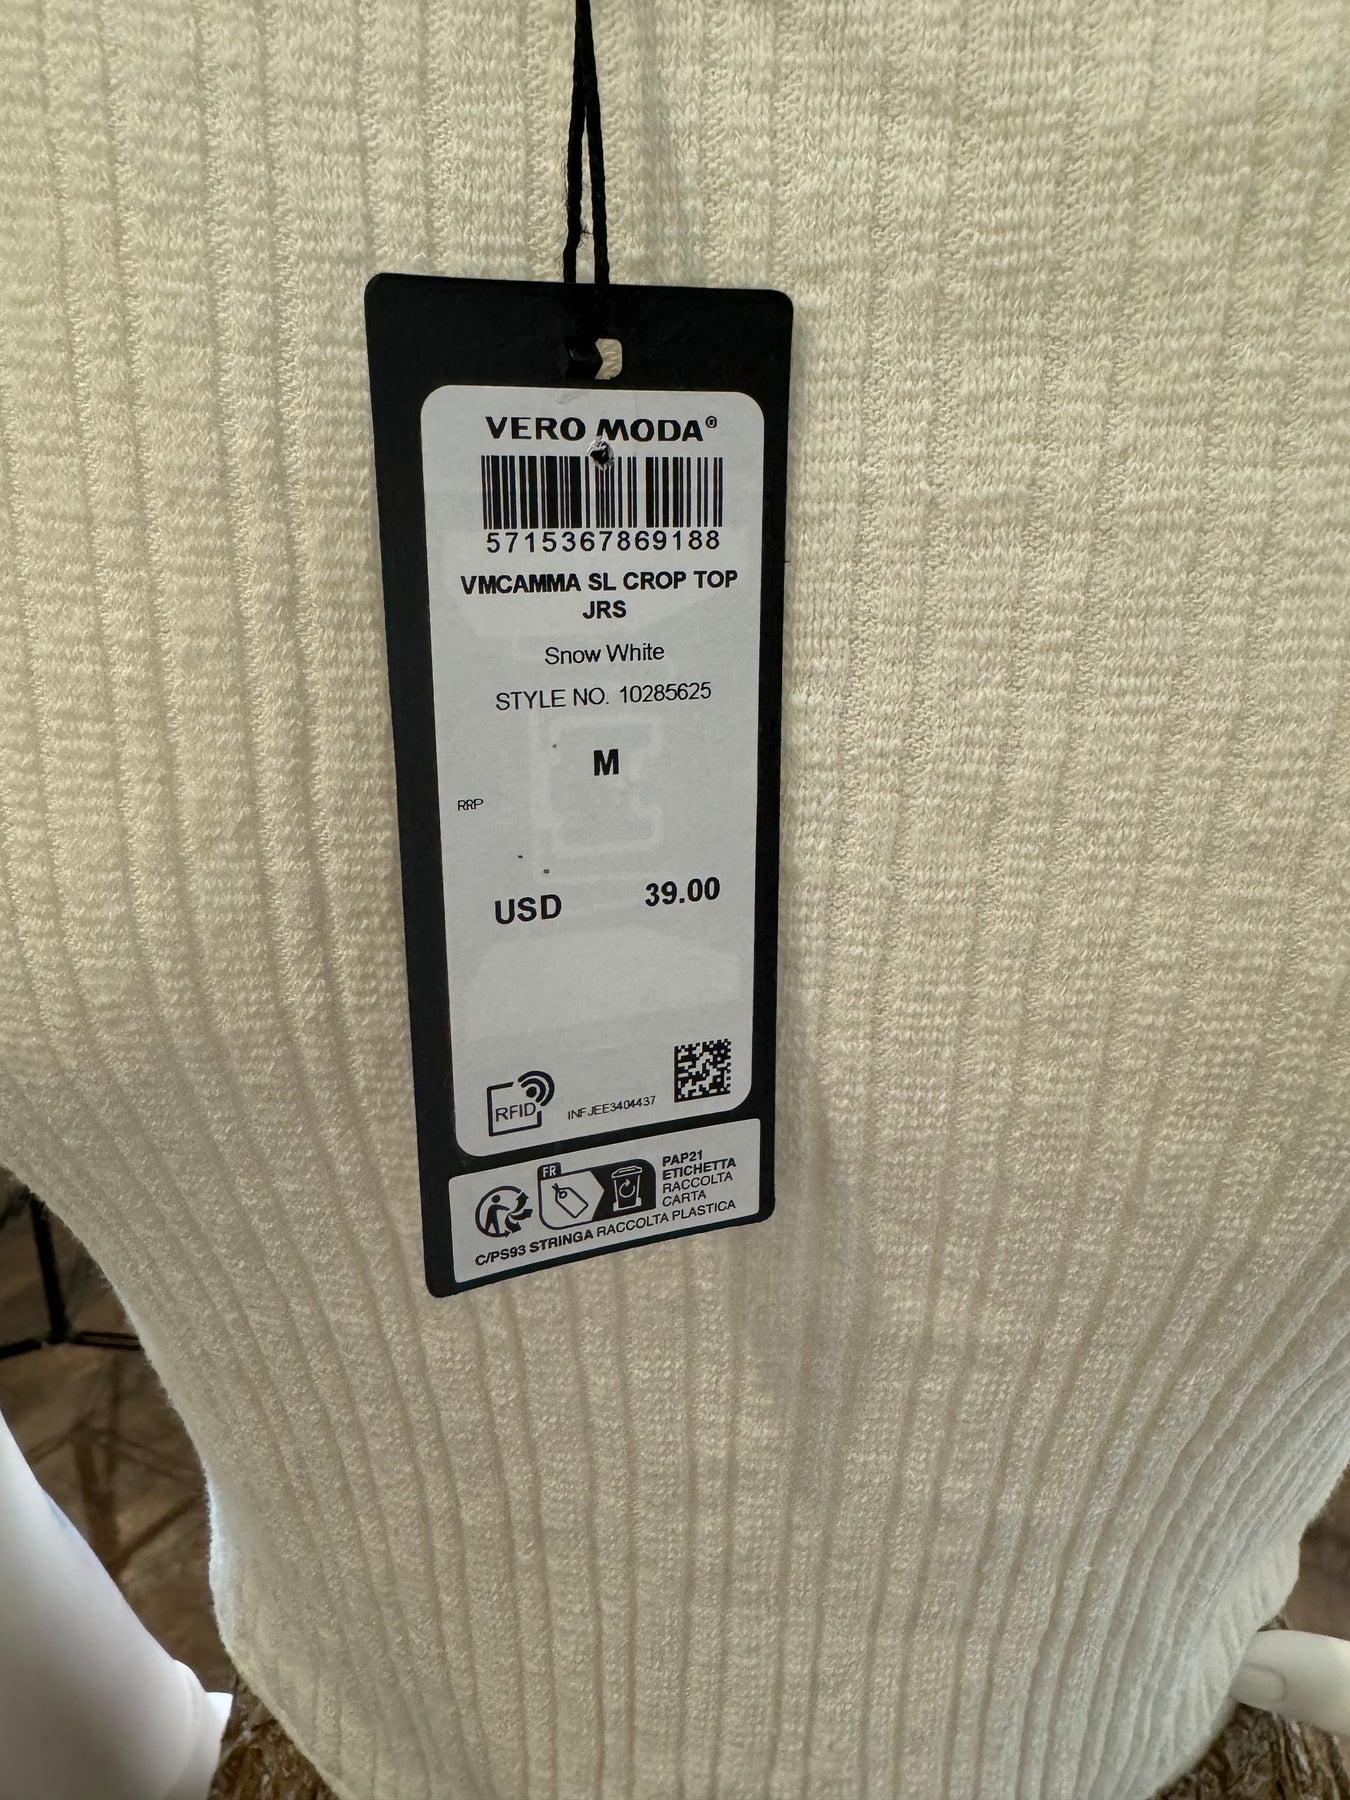 VERO MODA®
5715367869188
VMCAMMA SL CROP TOP
JRS
Snow White
STYLE NO. 10285625
M
RRP
USD 39.00
RFID
INFJEE3404437
FR
PAP21
ETICHETTA
RACCOLTA
CARTA
C/PS93 STRINGA RACCOLTA PLASTICA